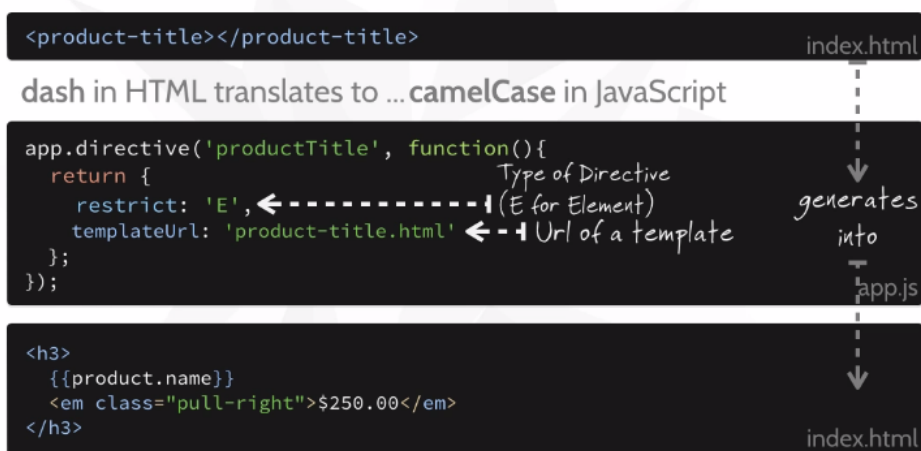 <product-title></product-title>
index.html
dash in HTML translates to ... camelCase in JavaScript
app.directive('productTitle', function(){
return {
restrict: 'E',
Type of Directive
(E for Element)
templateUrl: 'product-title.html'
Url of a template
};
});
generates
into
app.js
<h3>
{{product.name}}
<em class="pull-right">$250.00</em>
</h3>
index.html